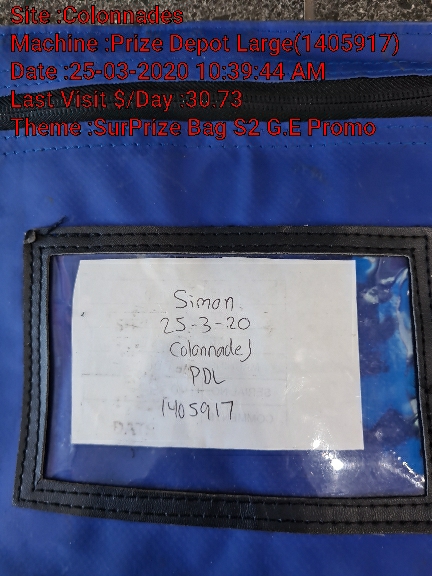 Site :Colonnades
Machine :Prize Depot Large(1405917)
Date :25-03-2020 10:39:44 AM
Last Visit $/Day :30.73
Theme :SurPrize Bag S2 G.E Promo
Simon
25-3-20
Colonnades
PDL
1405917
DAT